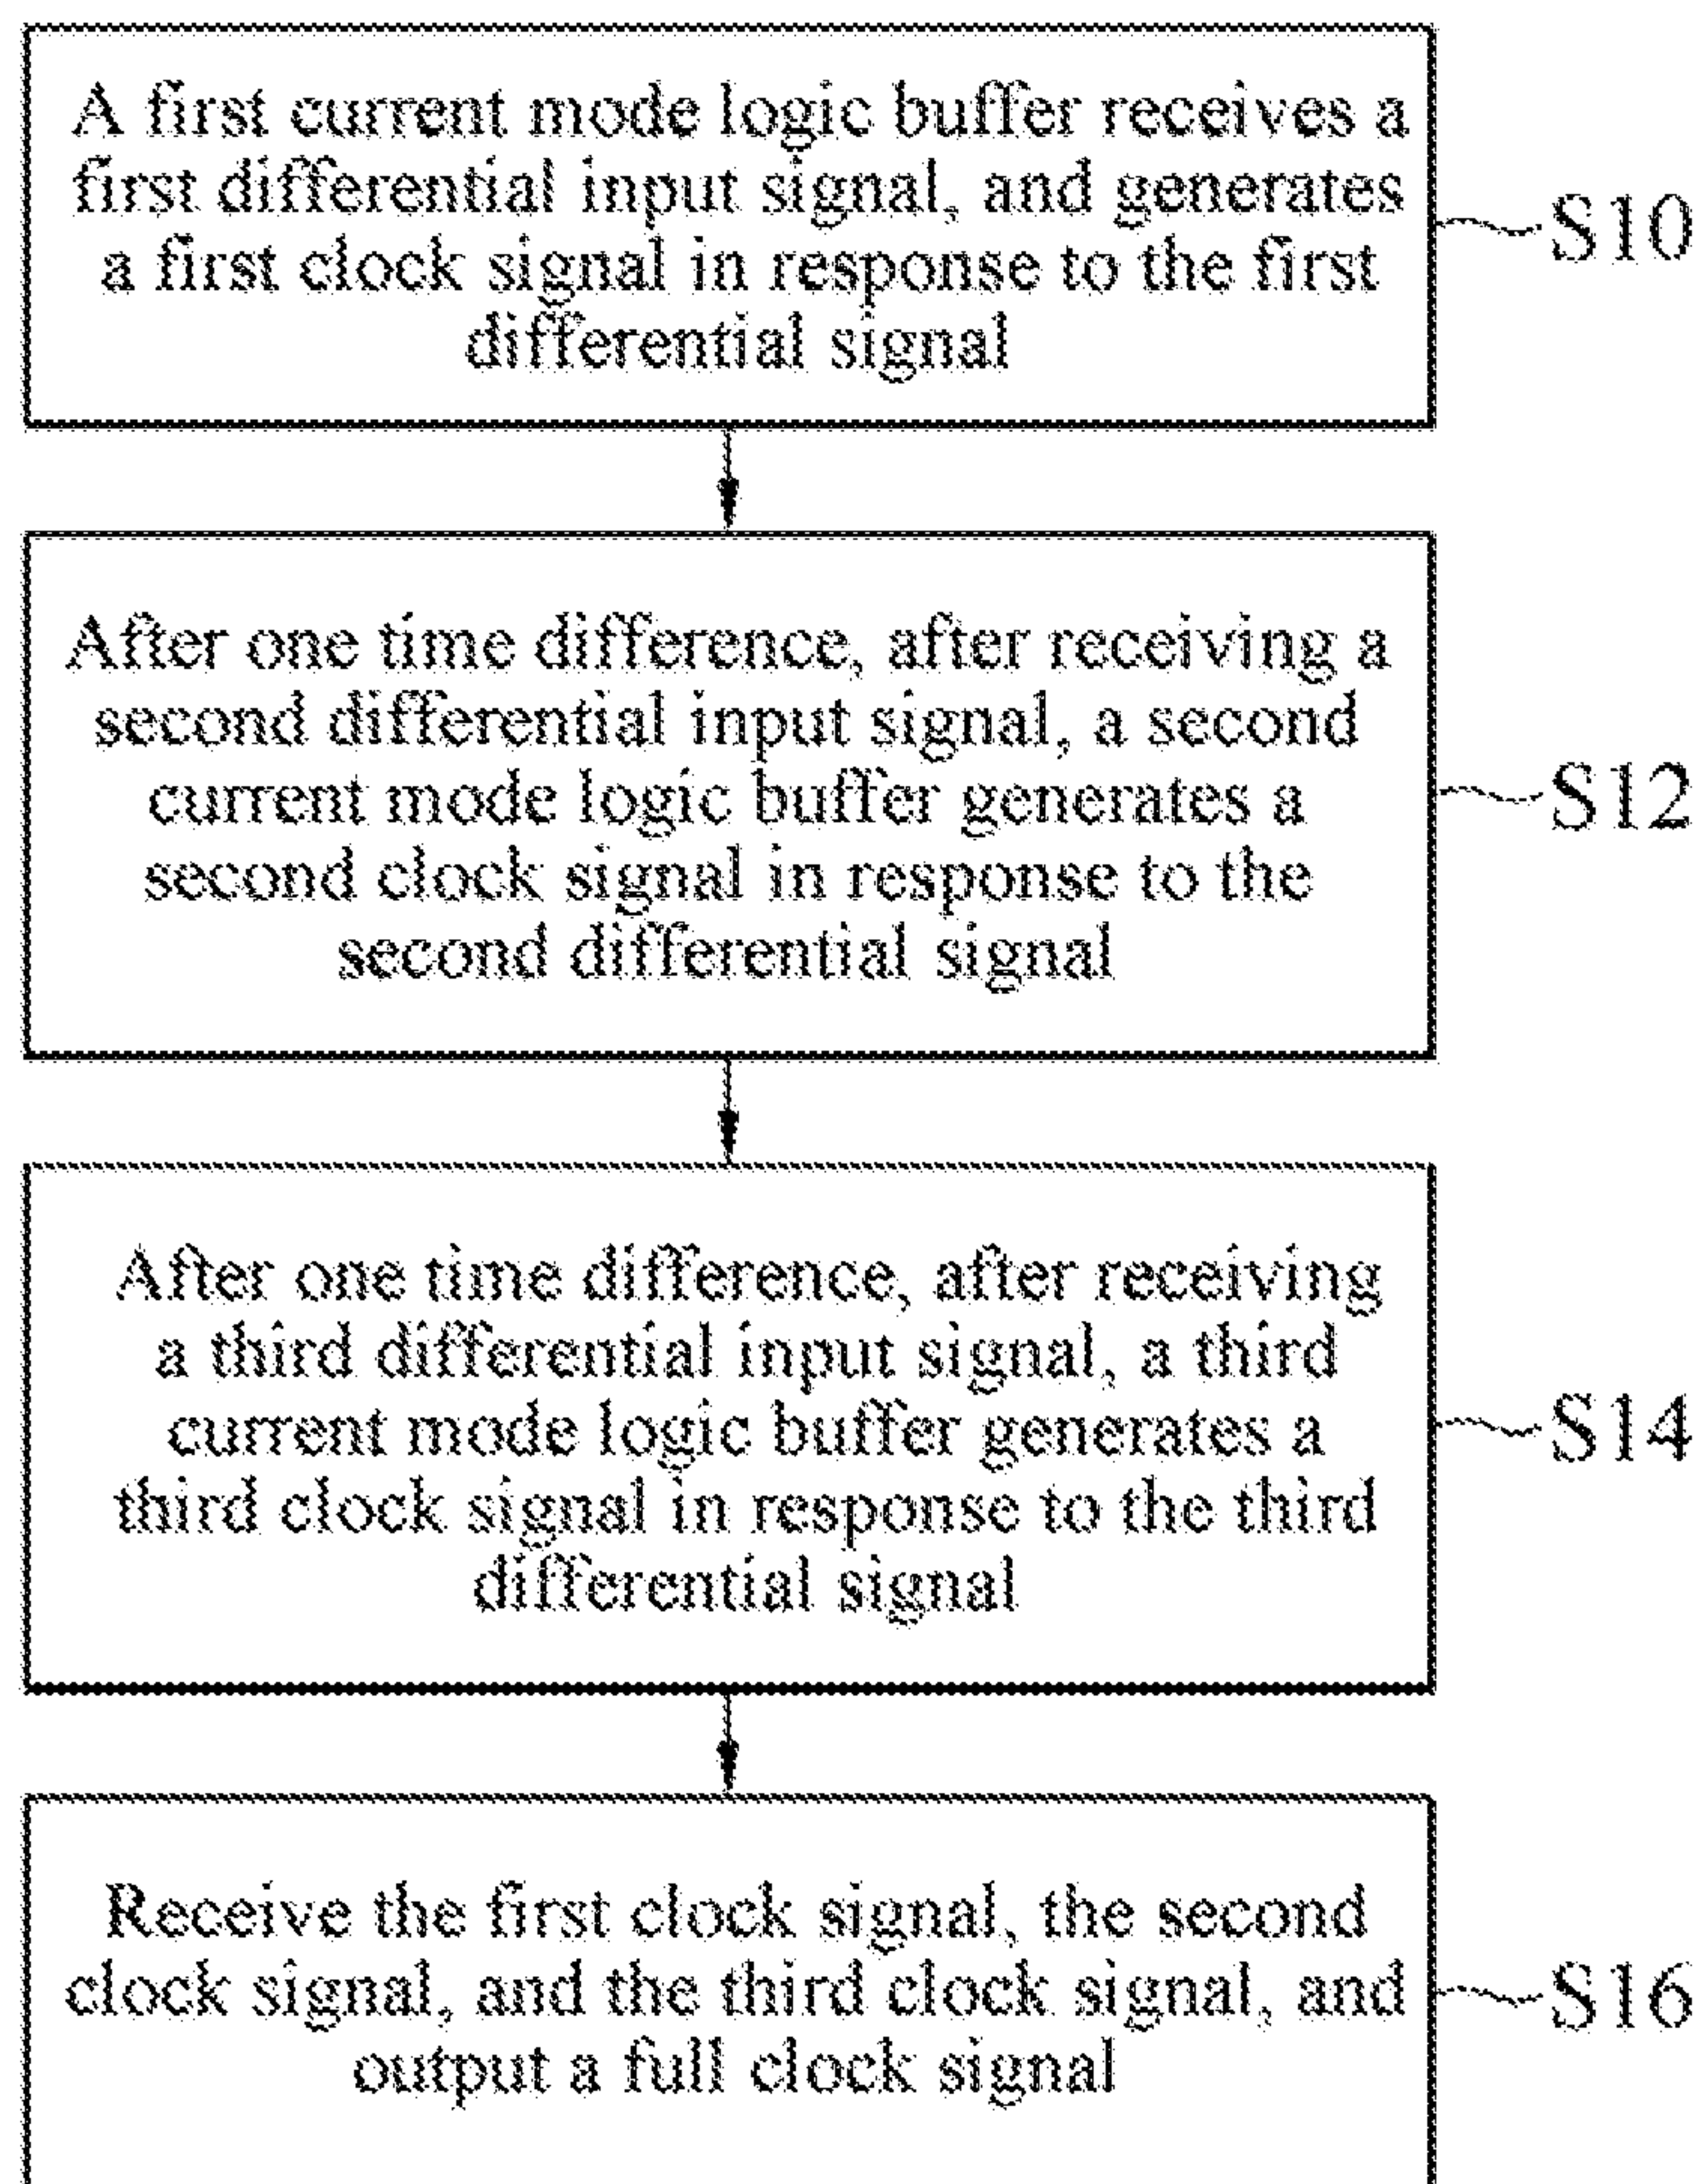 A first current mode logic buffer receives a
first differential input signal, and generates
a first clock signal in response to the first
differential signal
S10
After one time difference, after receiving a
second differential input signal, a second
current mode logic buffer generates a
second clock signal in response to the
second differential signal
S12
After one time difference, after receiving
a third differential input signal, a third
current mode logic buffer generates a
third clock signal in response to the third
differential signal
S14
Receive the first clock signal, the second
clock signal, and the third clock signal, and
output a full clock signal
S16